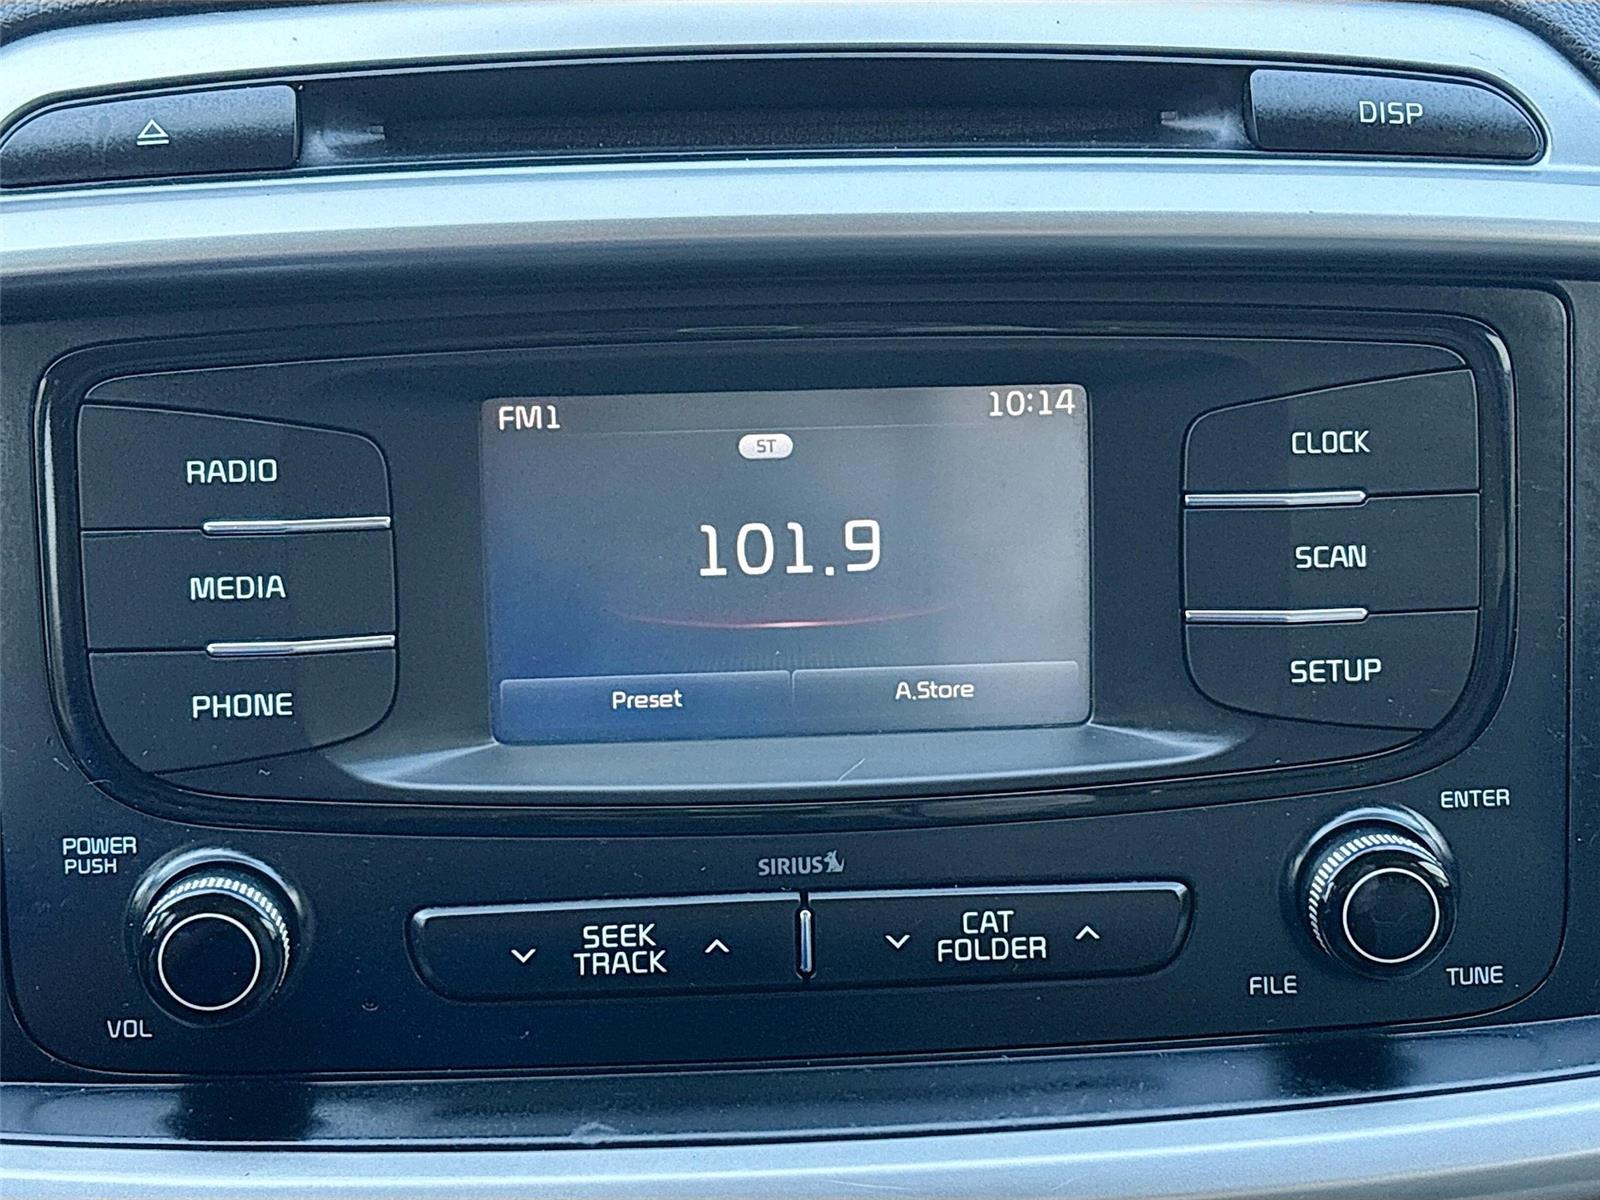 DISP
FM1
10:14
ST
101.9
Preset
A.Store
RADIO
MEDIA
PHONE
CLOCK
SCAN
SETUP
POWER
PUSH
VOL
SIRIUS
SEEK
TRACK
CAT
FOLDER
ENTER
FILE
TUNE